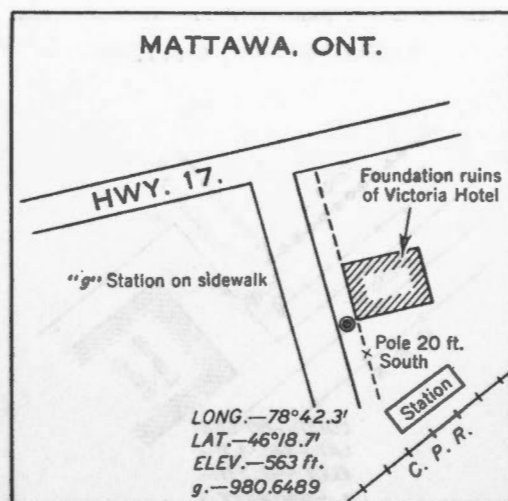 MATTAWA, ONT.
HWY. 17.
Foundation ruins
of Victoria Hotel
"g" Station on sidewalk
Pole 20 ft.
South
Station
C. P. R.
LONG.—78°42.3'
LAT.—46°18.7'
ELEV.—563 ft.
g.—980.6489